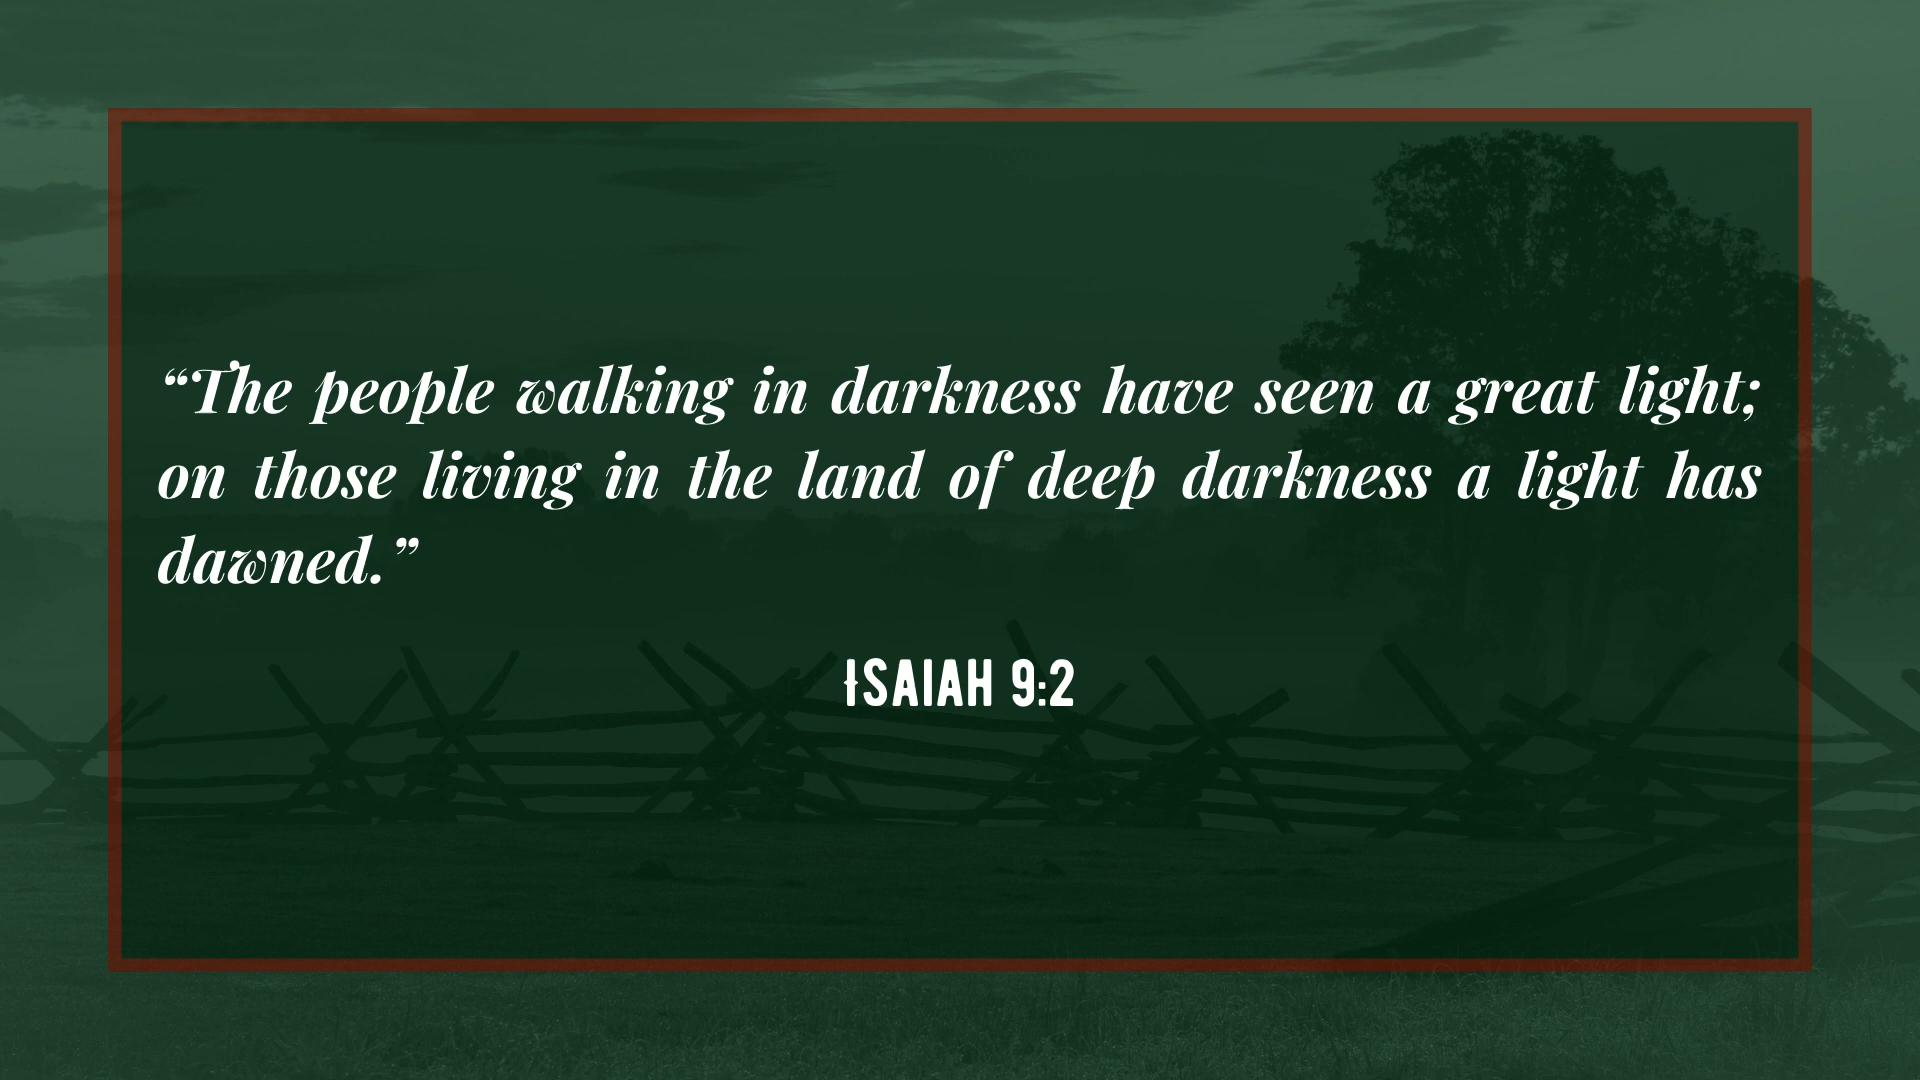 “The people walking in darkness have seen a great light;
on those living in the land of deep darkness a light has
dawned.”
ISAIAH 9:2